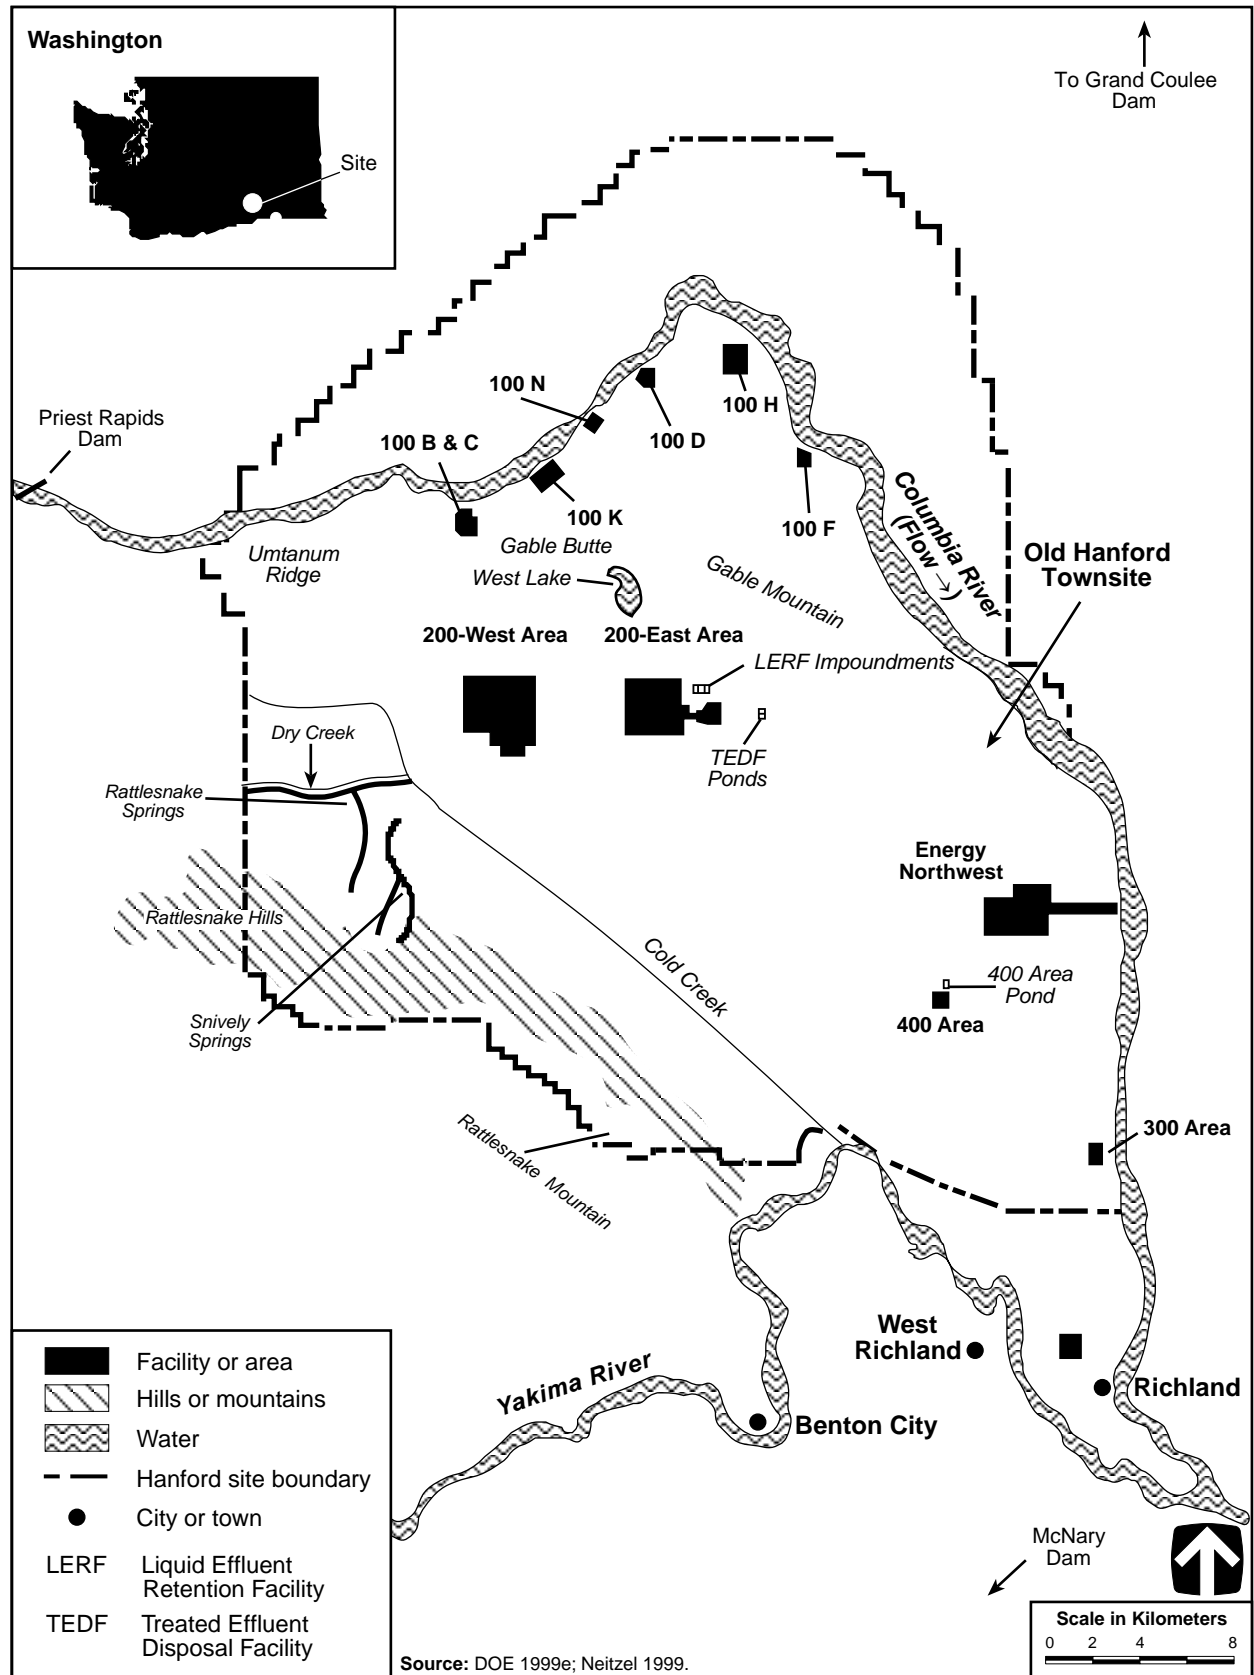 Washington
Site
To Grand Coulee
Dam
Priest Rapids
Dam
100 B & C
100 N
100 K
100 D
100 H
100 F
Umtanum
Ridge
Gable Butte
West Lake
Gable Mountain
Columbia River
(Flow →)
Old Hanford
Townsite
200-West Area
200-East Area
LERF Impoundments
TEDF
Ponds
Dry Creek
Rattlesnake
Springs
Rattlesnake Hills
Snively
Springs
Cold Creek
Rattlesnake Mountain
Energy
Northwest
400 Area
Pond
400 Area
300 Area
West
Richland
Richland
Benton City
Yakima River
McNary
Dam
Facility or area
Hills or mountains
Water
Hanford site boundary
City or town
LERF Liquid Effluent
Retention Facility
TEDF Treated Effluent
Disposal Facility
Source: DOE 1999e; Neitzel 1999.
Scale in Kilometers
0 2 4 8